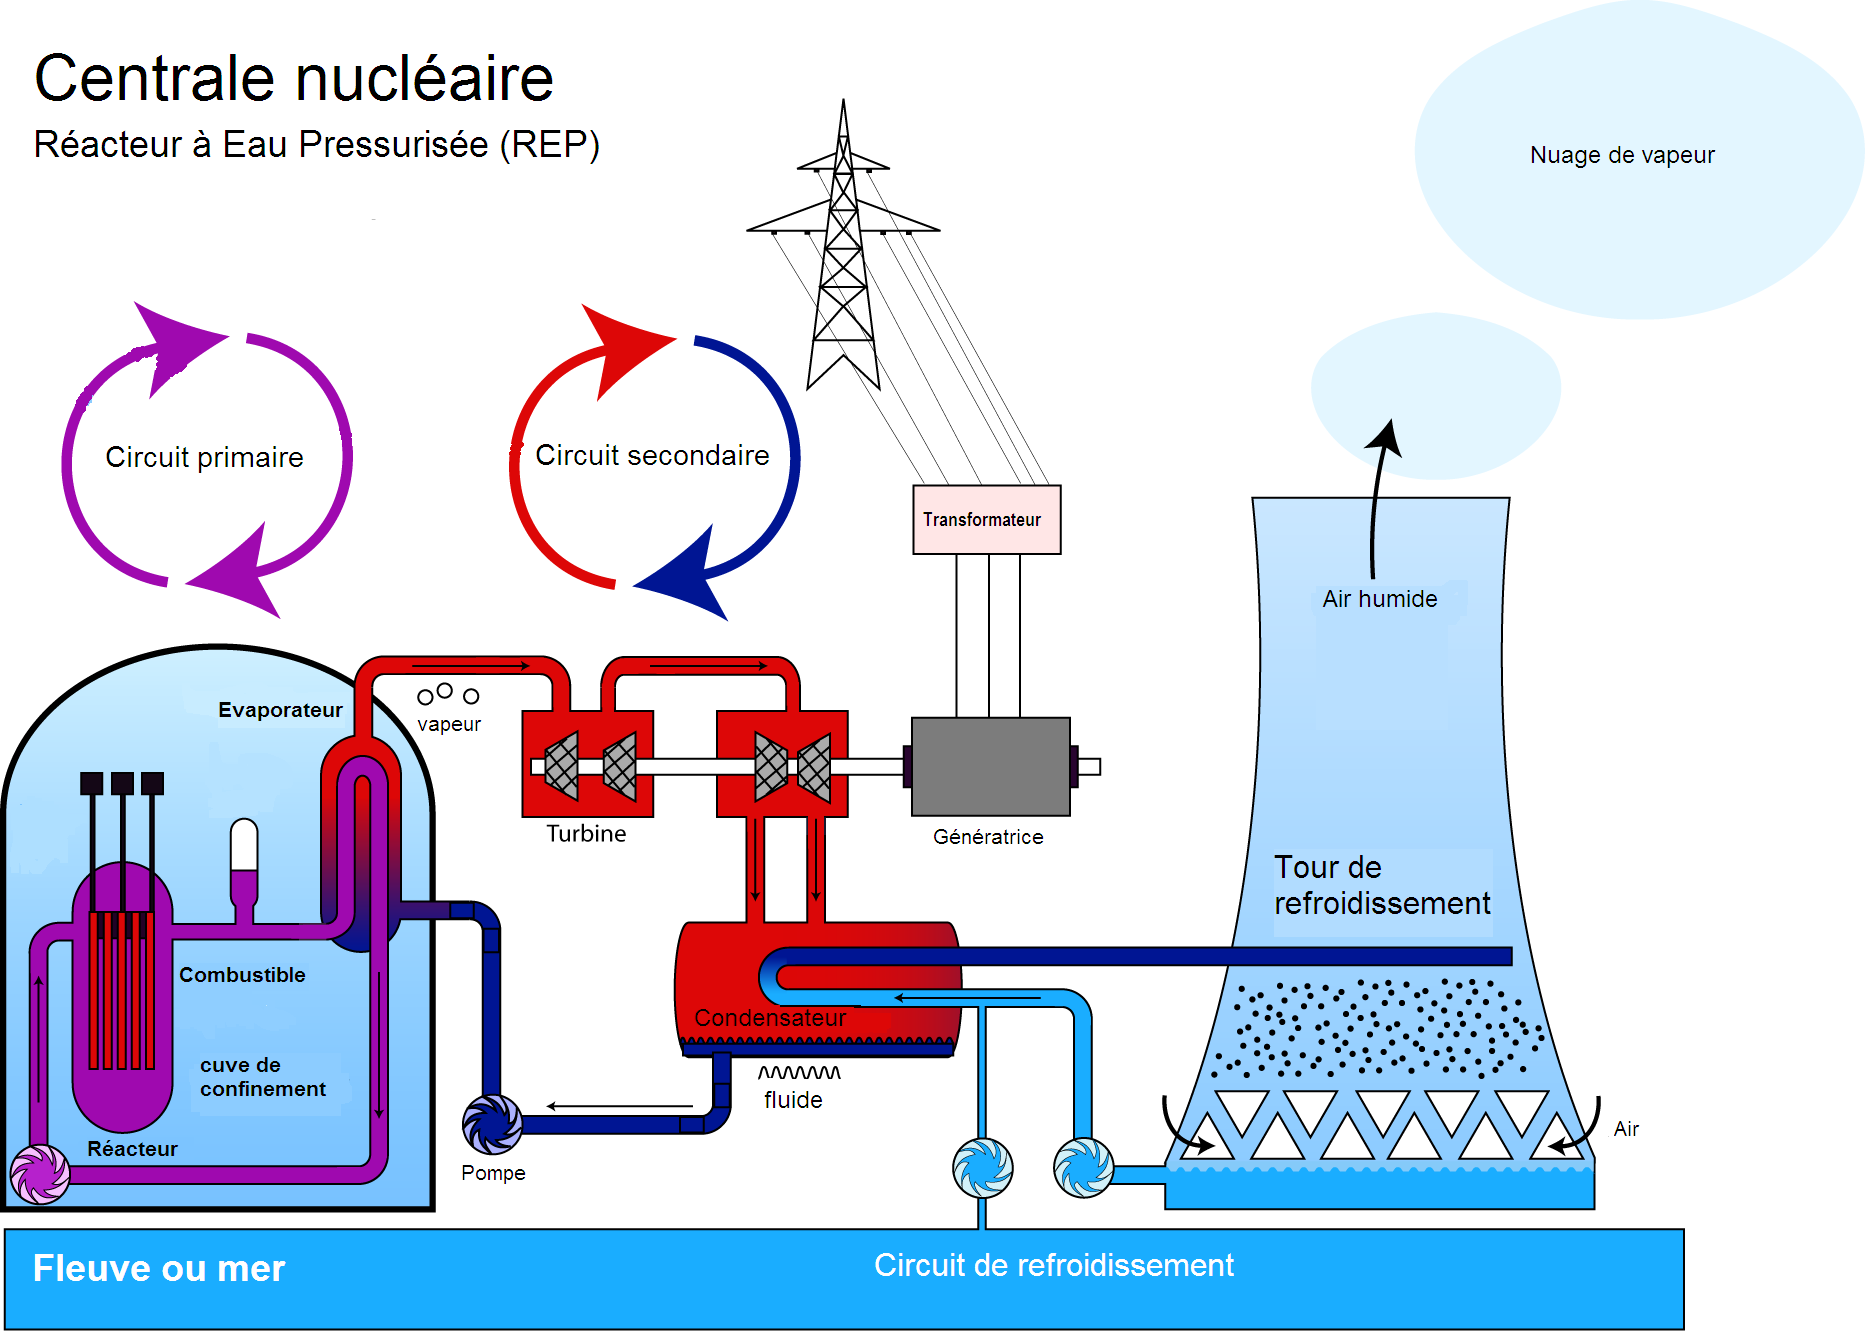 Centrale nucléaire
Réacteur à Eau Pressurisée (REP)
Nuage de vapeur
Circuit primaire
Circuit secondaire
Transformateur
Air humide
Evaporateur
vapeur
Turbine
Génératrice
Tour de
refroidissement
Combustible
Condensateur
cuve de
confinement
fluide
Réacteur
Pompe
Air
Fleuve ou mer
Circuit de refroidissement